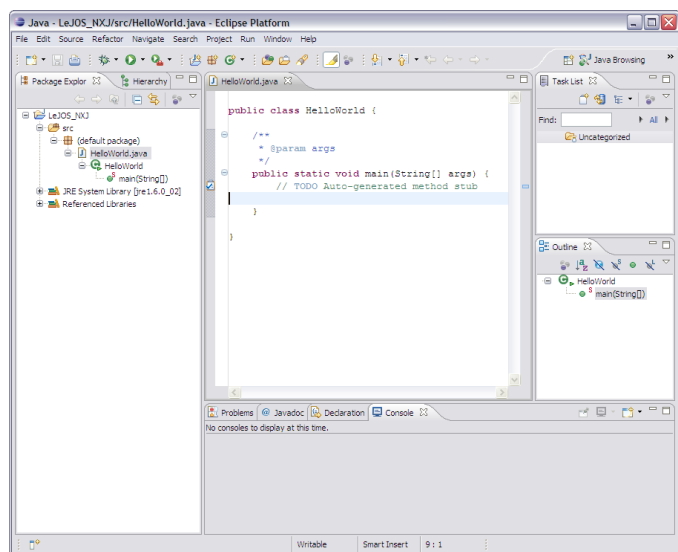 Java - LeJOS_NXJ/src/HelloWorld.java - Eclipse Platform
File Edit Source Refactor Navigate Search Project Run Window Help
Java Browsing »
Package Explor Hierarchy
LeJOS_NXJ
src
(default package)
HelloWorld.java
HelloWorld
main(String[])
JRE System Library [jre1.6.0_02]
Referenced Libraries
HelloWorld.java
public class HelloWorld {
/**
* @param args
*/
public static void main(String[] args) {
// TODO Auto-generated method stub
}
}
Task List
Find: All
Uncategorized
Outline
HelloWorld
S main(String[])
Problems @ Javadoc Declaration Console
No consoles to display at this time.
Writable Smart Insert 9 : 1